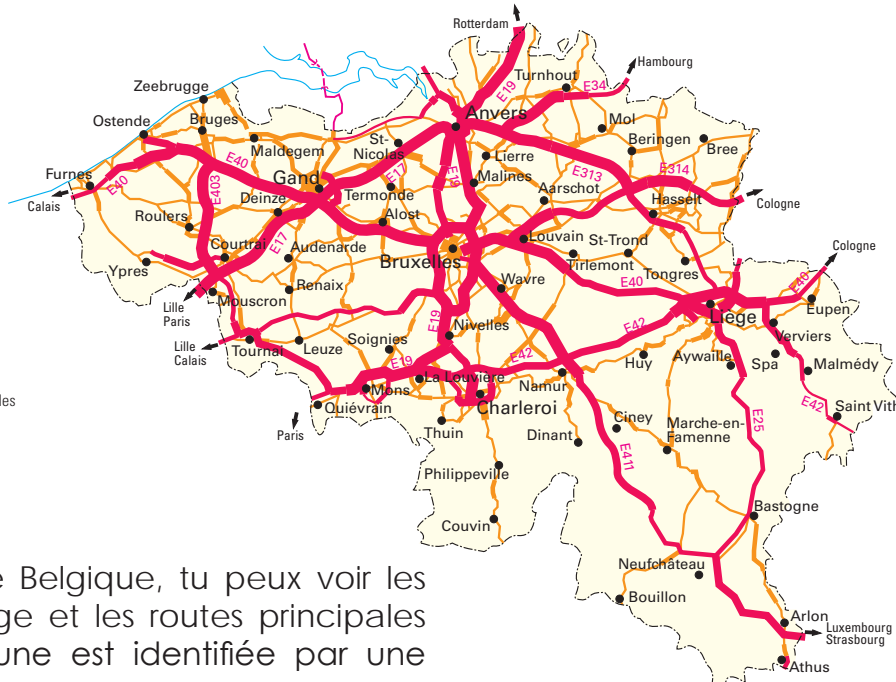 Rotterdam
Hambourg
Turnhout
E34
E19
Zeebrugge
Anvers
Ostende
Bruges
Mol
Maldegem
St-
Nicolas
Beringen
Bree
Lierre
E40
E17
E19
Malines
E313
E314
Furnes
E40
E403
Gand
Termonde
Aarschot
Hasselt
Calais
Deinze
Cologne
Roulers
Alost
E17
Louvain
St-Trond
Cologne
Courtrai
Audenarde
Bruxelles
Tirlemont
Tongres
Ypres
Wavre
E40
E40
Renaix
Lille
Paris
Mouscron
Liège
Eupen
E19
Nivelles
E42
Verviers
Lille
Calais
Tournai
Leuze
Soignies
E19
E42
Huy
Aywaille
Spa
Malmédy
La Louvière
Mons
Namur
des
Quiévrain
Charleroi
E42
Saint Vith
Ciney
Marche-en-
Famenne
E25
Paris
Thuin
Dinant
E411
Philippeville
Bastogne
Couvin
Neufchâteau
Bouillon
Arlon
Luxembourg
Strasbourg
Athus
e Belgique, tu peux voir les
ge et les routes principales
une est identifiée par une